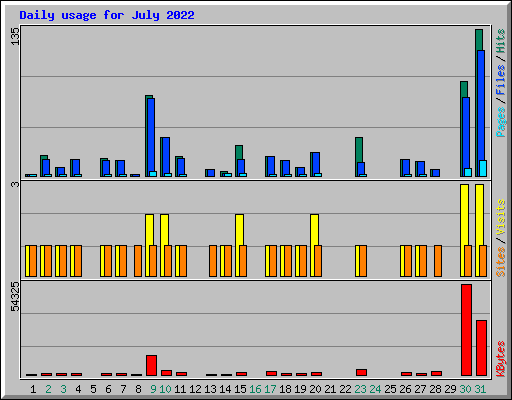 Daily usage for July 2022
135
Pages / Files / Hits
3
Sites / Visits
54325
KBytes
1 2 3 4 5 6 7 8 9 10 11 12 13 14 15 16 17 18 19 20 21 22 23 24 25 26 27 28 29 30 31